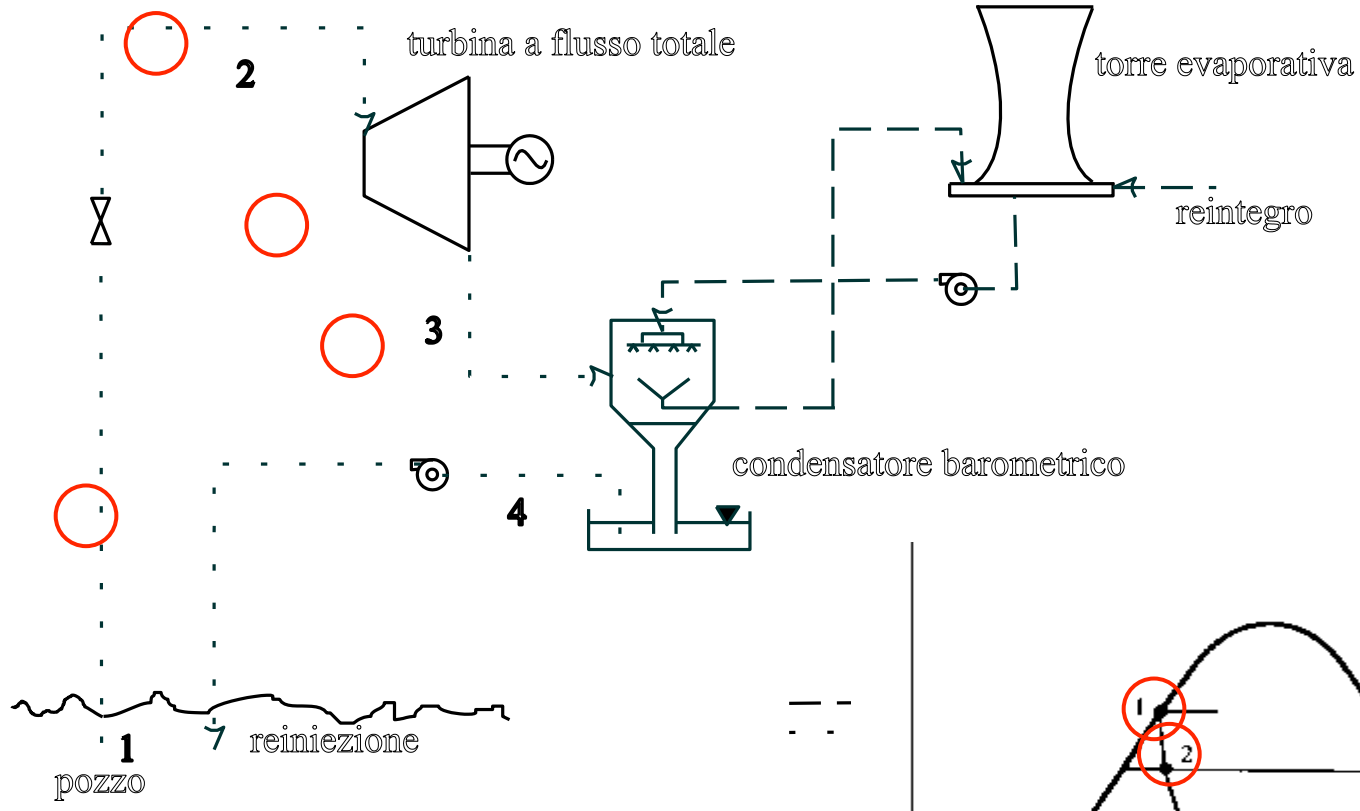 turbina a flusso totale
torre evaporativa
2
reintegro
3
condensatore barometrico
4
reiniezione
1
pozzo
1
2